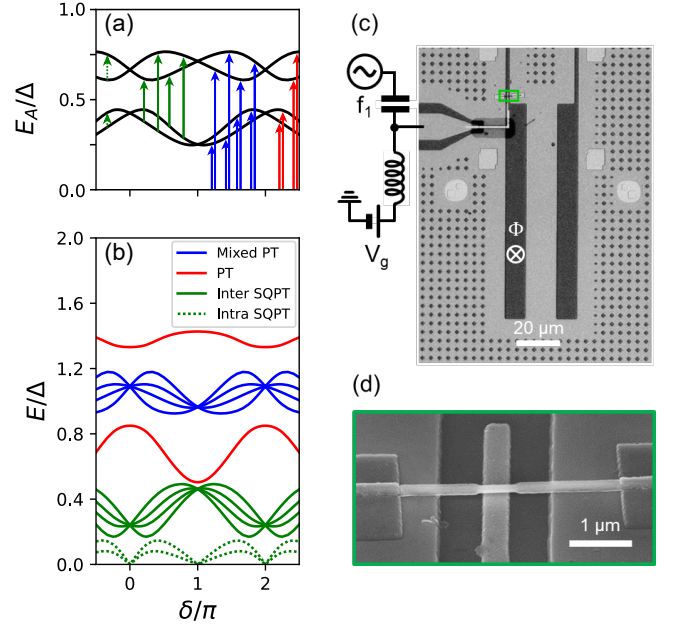 (a)
1.0
0.5
0.0
E_A/Δ
(b)
2.0
1.6
1.2
0.8
0.4
0.0
E/Δ
Mixed PT
PT
Inter SQPT
Intra SQPT
0 1 2
δ/π
(c)
f₁
V_g
Φ
20 µm
(d)
1 µm